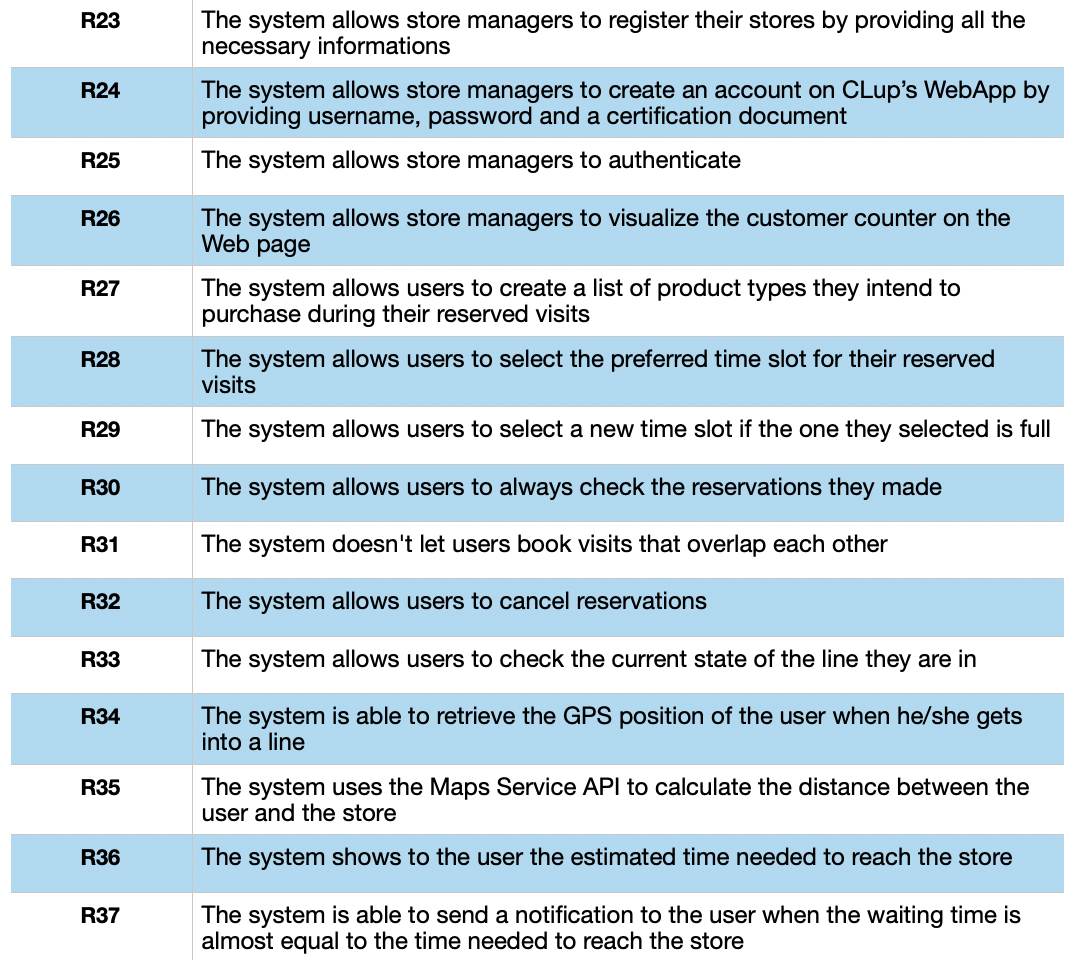 R23 The system allows store managers to register their stores by providing all the
necessary informations
R24 The system allows store managers to create an account on CLup’s WebApp by
providing username, password and a certification document
R25 The system allows store managers to authenticate
R26 The system allows store managers to visualize the customer counter on the
Web page
R27 The system allows users to create a list of product types they intend to
purchase during their reserved visits
R28 The system allows users to select the preferred time slot for their reserved
visits
R29 The system allows users to select a new time slot if the one they selected is full
R30 The system allows users to always check the reservations they made
R31 The system doesn't let users book visits that overlap each other
R32 The system allows users to cancel reservations
R33 The system allows users to check the current state of the line they are in
R34 The system is able to retrieve the GPS position of the user when he/she gets
into a line
R35 The system uses the Maps Service API to calculate the distance between the
user and the store
R36 The system shows to the user the estimated time needed to reach the store
R37 The system is able to send a notification to the user when the waiting time is
almost equal to the time needed to reach the store